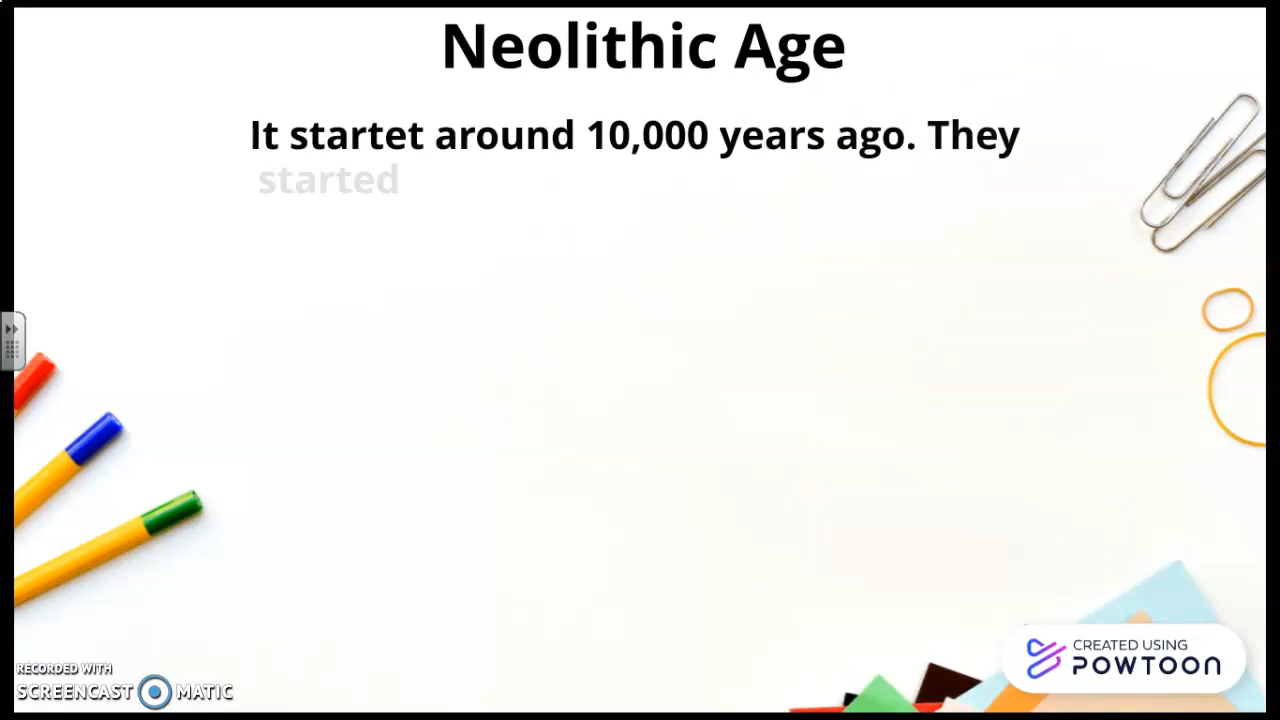 Neolithic Age
It startet around 10,000 years ago. They
started
RECORDED WITH
SCREENCAST MATIC
CREATED USING
POWTOON